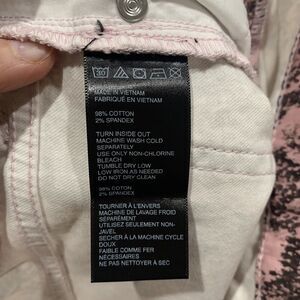 MADE IN VIETNAM
FABRIQUÉ EN VIETNAM
98% COTTON
2% SPANDEX
TURN INSIDE OUT
MACHINE WASH COLD
SEPARATELY
USE ONLY NON-CHLORINE
BLEACH
TUMBLE DRY LOW
LOW IRON AS NEEDED
DO NOT DRY CLEAN
98% COTON
2% SPANDEX
TOURNER À L'ENVERS
MACHINE DE LAVAGE FROID
SÉPARÉMENT
UTILISEZ SEULEMENT NON-
JAVEL
SÉCHER À LA MACHINE CYCLE
DOUX
FAIBLE COMME FER
NÉCESSAIRES
NE PAS NETTOYER À SEC